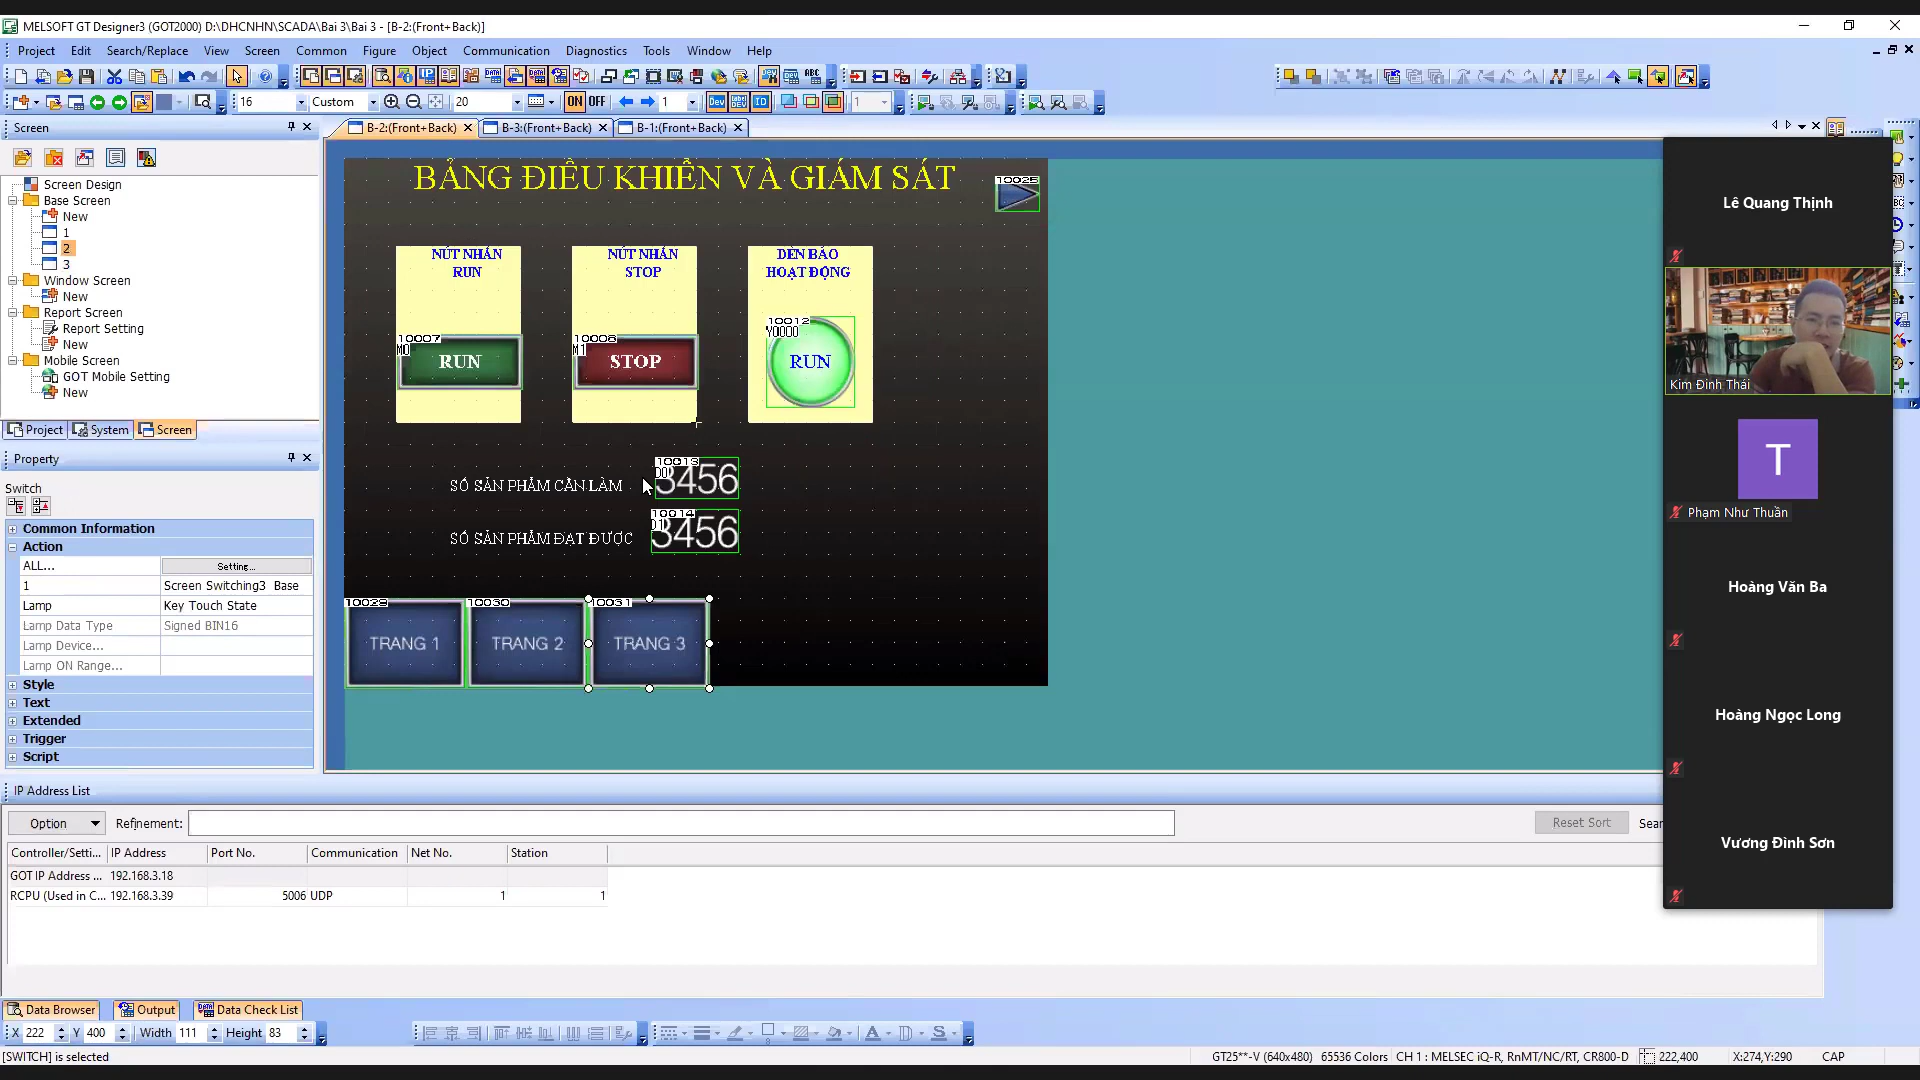 MELSOFT GT Designer3 (GOT2000) D:\DHCNHN\SCADA\Bai 3\Bai 3 - [B-2:(Front+Back)]
Project Edit Search/Replace View Screen Common Figure Object Communication Diagnostics Tools Window Help
16 Custom 20 ON OFF 1 Dev ID 1
Screen
B-2:(Front+Back) B-3:(Front+Back) B-1:(Front+Back)
Screen Design
Base Screen
New
1
2
3
Window Screen
New
Report Screen
Report Setting
New
Mobile Screen
GOT Mobile Setting
New
Project System Screen
Property
Switch
Common Information
Action
ALL... Setting...
1 Screen Switching3 Base
Lamp Key Touch State
Lamp Data Type Signed BIN16
Lamp Device...
Lamp ON Range...
Style
Text
Extended
Trigger
Script
BẢNG ĐIỀU KHIỂN VÀ GIÁM SÁT
10025
NÚT NHẤN
RUN
NÚT NHẤN
STOP
ĐÈN BÁO
HOẠT ĐỘNG
10007
M0
RUN
10008
M1
STOP
10012
Y0000
RUN
SỐ SẢN PHẨM CẦN LÀM
10013
D0
3456
SỐ SẢN PHẨM ĐẠT ĐƯỢC
10014
D1
3456
10029
TRANG 1
10030
TRANG 2
10031
TRANG 3
Lê Quang Thịnh
Kim Đình Thái
T
Phạm Như Thuần
Hoàng Văn Ba
Hoàng Ngọc Long
Vương Đình Sơn
IP Address List
Option Refinement: Reset Sort
Controller/Setti... IP Address Port No. Communication Net No. Station
GOT IP Address ... 192.168.3.18
RCPU (Used in C... 192.168.3.39 5006 UDP 1 1
Data Browser Output Data Check List
X 222 Y 400 Width 111 Height 83
[SWITCH] is selected
GT25**-V (640x480) 65536 Colors CH 1 : MELSEC iQ-R, RnMT/NC/RT, CR800-D 222,400 X:274,Y:290 CAP